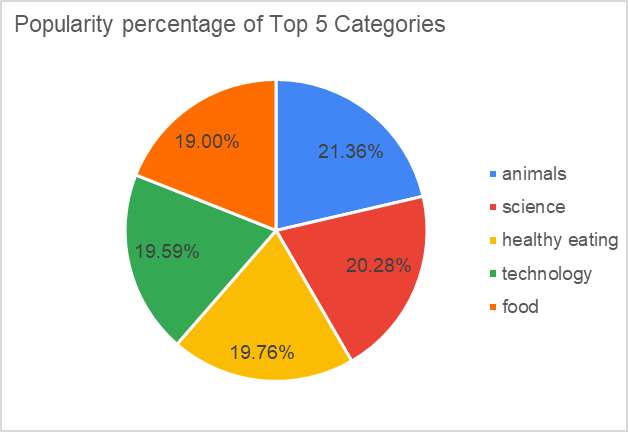 Popularity percentage of Top 5 Categories
19.00%
21.36%
19.59%
20.28%
19.76%
animals
science
healthy eating
technology
food